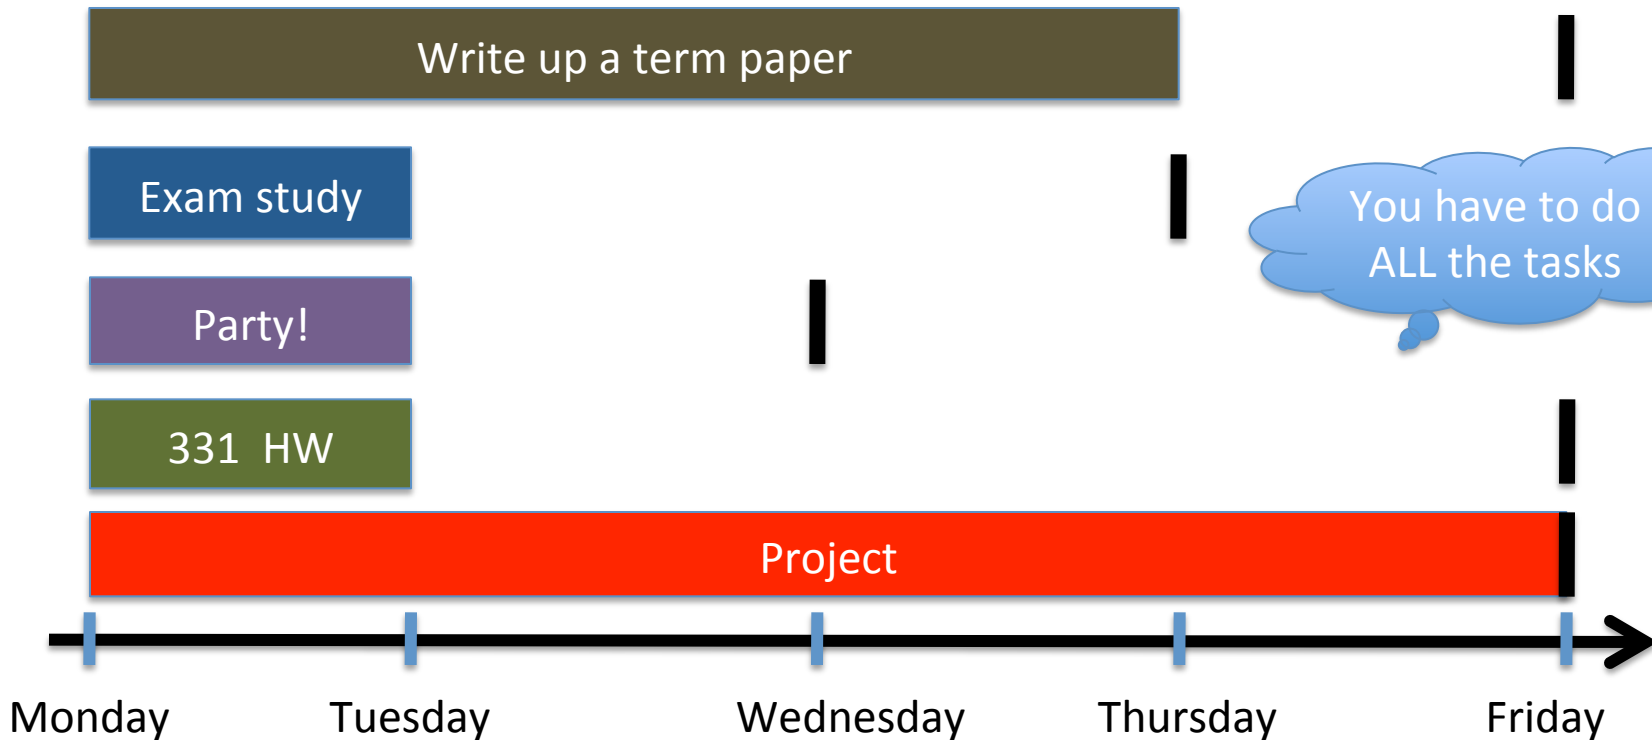 Write up a term paper
Exam study
You have to do
ALL the tasks
Party!
331 HW
Project
Monday
Tuesday
Wednesday
Thursday
Friday